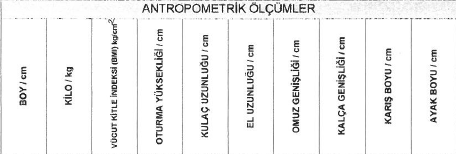 ANTROPOMETRİK ÖLÇÜMLER
BOY / cm
KİLO / kg
VÜCUT KİTLE İNDEKSİ (BMI) kg/cm²
OTURMA YÜKSEKLİĞİ / cm
KULAÇ UZUNLUĞU / cm
EL UZUNLUĞU / cm
OMUZ GENİŞLİĞİ / cm
KALÇA GENİŞLİĞİ / cm
KARIŞ BOYU / cm
AYAK BOYU / cm